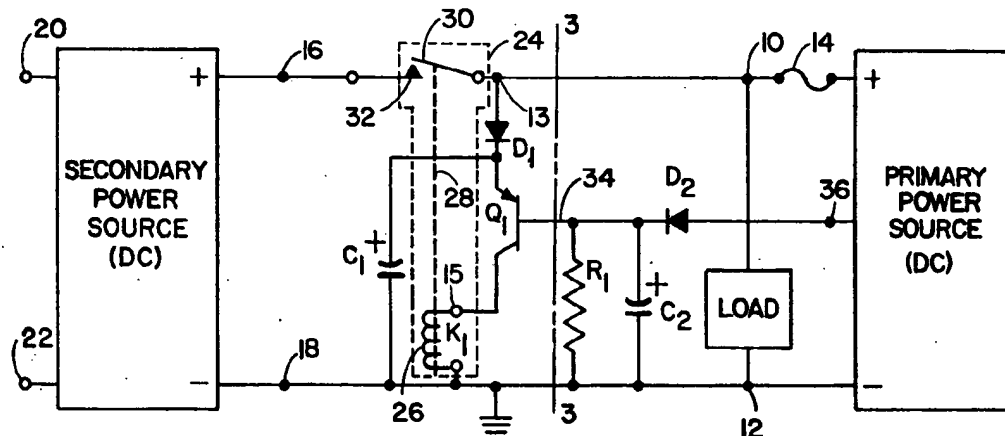 20
16
30
24
3
10
14
+
+
32
13
SECONDARY
POWER
SOURCE
(DC)
D1
28
34
D2
36
PRIMARY
POWER
SOURCE
(DC)
Q1
C1
+
15
R1
+
C2
LOAD
K1
22
18
26
3
12
−
−